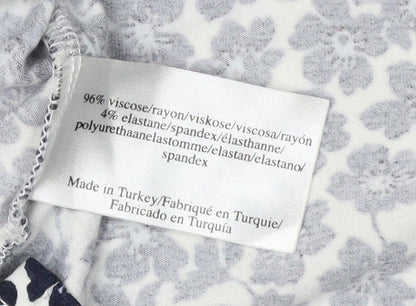 96% viscose/rayon/viskose/viscosa/rayón
4% elastane/spandex/élasthanne/
polyurethaanelastomme/elastan/elastano/
spandex
Made in Turkey/Fabriqué en Turquie/
Fabricado en Turquía